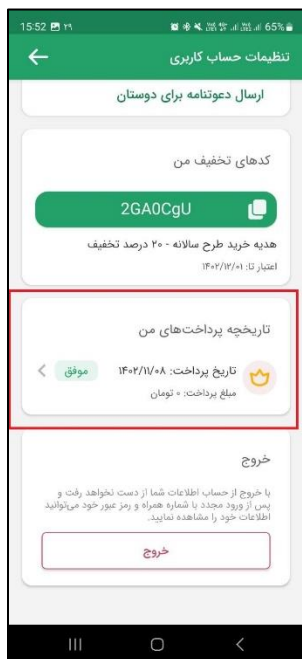 15:52 ۲۹ 65%
تنظیمات حساب کاربری
ارسال دعوتنامه برای دوستان
کدهای تخفیف من
2GA0CgU
هدیه خرید طرح سالانه - ۲۰ درصد تخفیف
اعتبار تا: ۱۴۰۲/۱۲/۰۱
تاریخچه پرداخت‌های من
تاریخ پرداخت: ۱۴۰۲/۱۱/۰۸ موفق
مبلغ پرداخت: ۰ تومان
خروج
با خروج از حساب اطلاعات شما از دست نخواهد رفت و
پس از ورود مجدد با شماره همراه و رمز عبور خود می‌توانید
اطلاعات خود را مشاهده نمایید.
خروج